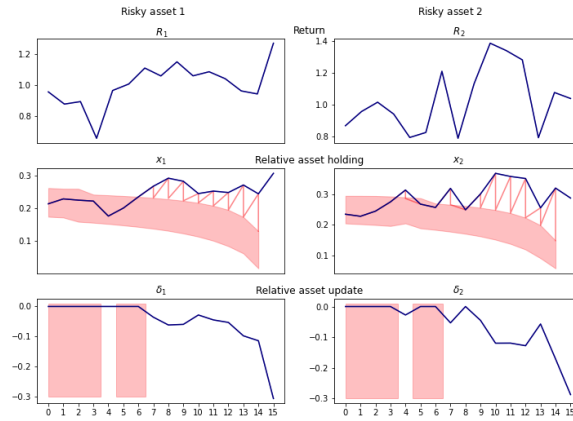 Risky asset 1 Risky asset 2
Return
R₁ R₂
1.2 1.0 0.8
1.4 1.2 1.0 0.8
Relative asset holding
x₁ x₂
0.3 0.2 0.1
0.3 0.2 0.1
Relative asset update
δ₁ δ₂
0.0 −0.1 −0.2 −0.3
0.0 −0.1 −0.2 −0.3
0 1 2 3 4 5 6 7 8 9 10 11 12 13 14 15
0 1 2 3 4 5 6 7 8 9 10 11 12 13 14 15